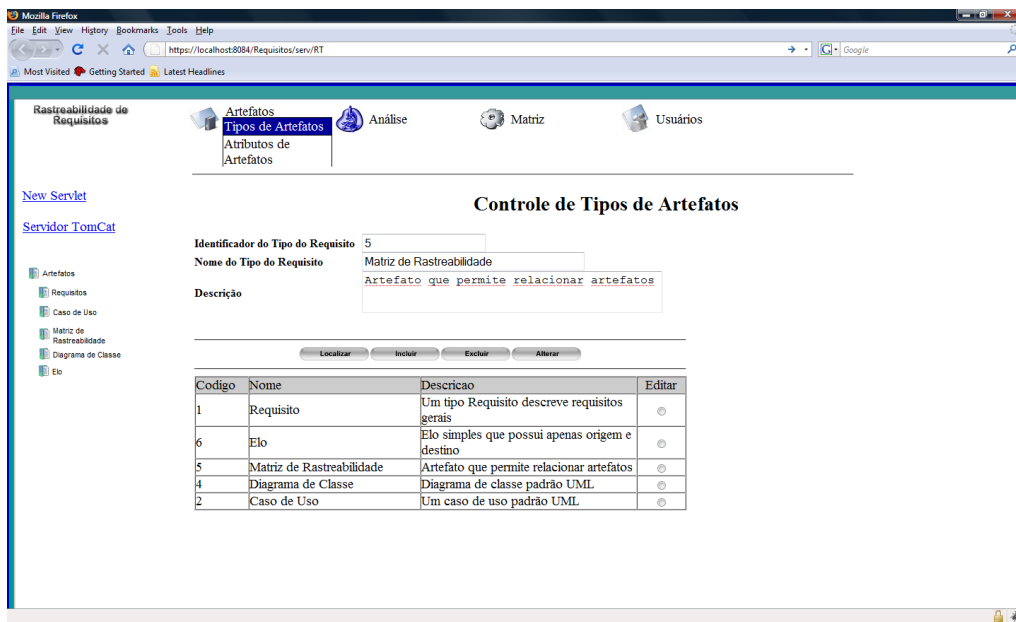 Mozilla Firefox
File Edit View History Bookmarks Tools Help
https://localhost:8084/Requisitos/serv/RT
G Google
Most Visited Getting Started Latest Headlines
Rastreabilidade de
Requisitos
Artefatos
Tipos de Artefatos
Atributos de
Artefatos
Análise
Matriz
Usuários
New Servlet
Servidor TomCat
Artefatos
Requisitos
Caso de Uso
Matriz de
Rastreabilidade
Diagrama de Classe
Elo
Controle de Tipos de Artefatos
Identificador do Tipo do Requisito 5
Nome do Tipo do Requisito Matriz de Rastreabilidade
Descrição Artefato que permite relacionar artefatos
Localizar Incluir Excluir Alterar
Codigo Nome Descricao Editar
1 Requisito Um tipo Requisito descreve requisitos
gerais
6 Elo Elo simples que possui apenas origem e
destino
5 Matriz de Rastreabilidade Artefato que permite relacionar artefatos
4 Diagrama de Classe Diagrama de classe padrão UML
2 Caso de Uso Um caso de uso padrão UML